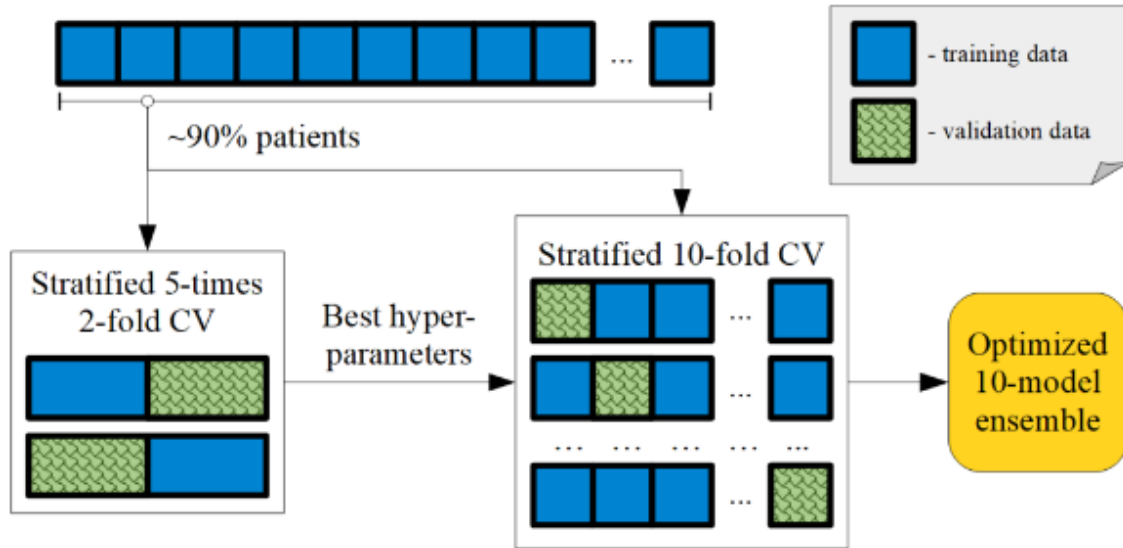 ...
- training data
- validation data
~90% patients
Stratified 5-times
2-fold CV
Best hyper-
parameters
Stratified 10-fold CV
...
...
... ... ... ... ... ...
...
Optimized
10-model
ensemble